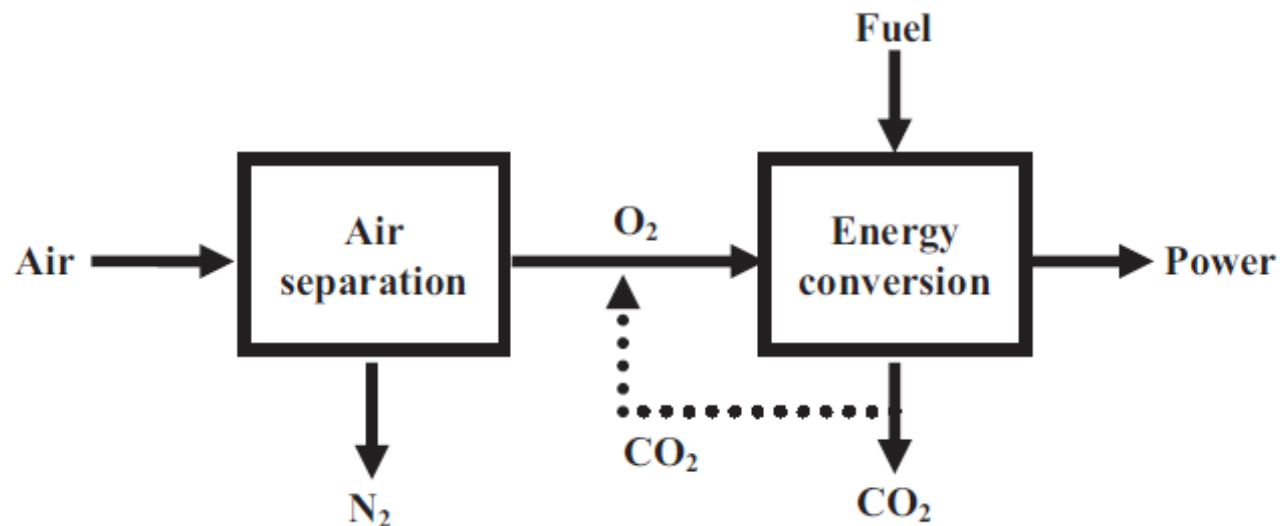 Fuel
Air
Air
separation
O₂
Energy
conversion
Power
CO₂
N₂
CO₂